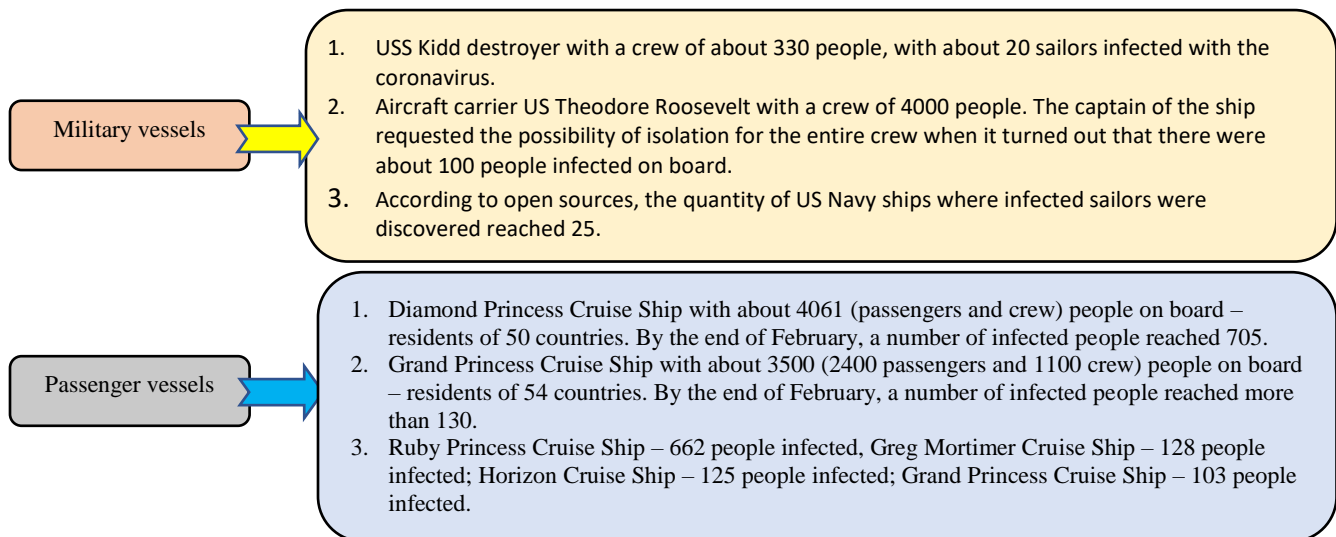 Military vessels
1. USS Kidd destroyer with a crew of about 330 people, with about 20 sailors infected with the
coronavirus.
2. Aircraft carrier US Theodore Roosevelt with a crew of 4000 people. The captain of the ship
requested the possibility of isolation for the entire crew when it turned out that there were
about 100 people infected on board.
3. According to open sources, the quantity of US Navy ships where infected sailors were
discovered reached 25.
Passenger vessels
1. Diamond Princess Cruise Ship with about 4061 (passengers and crew) people on board –
residents of 50 countries. By the end of February, a number of infected people reached 705.
2. Grand Princess Cruise Ship with about 3500 (2400 passengers and 1100 crew) people on board
– residents of 54 countries. By the end of February, a number of infected people reached more
than 130.
3. Ruby Princess Cruise Ship – 662 people infected, Greg Mortimer Cruise Ship – 128 people
infected; Horizon Cruise Ship – 125 people infected; Grand Princess Cruise Ship – 103 people
infected.